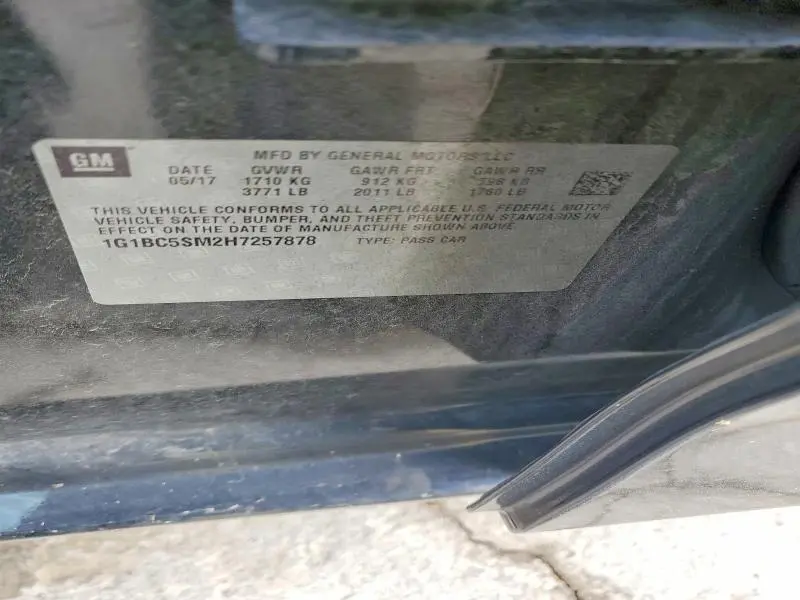 GM
MFD BY GENERAL MOTORS LLC
DATE GVWR GAWR FRT GAWR RR
05/17 1710 KG 912 KG 798 KG
3771 LB 2011 LB 1760 LB
THIS VEHICLE CONFORMS TO ALL APPLICABLE U.S. FEDERAL MOTOR
VEHICLE SAFETY, BUMPER, AND THEFT PREVENTION STANDARDS IN
EFFECT ON THE DATE OF MANUFACTURE SHOWN ABOVE.
1G1BC5SM2H7257878 TYPE: PASS CAR